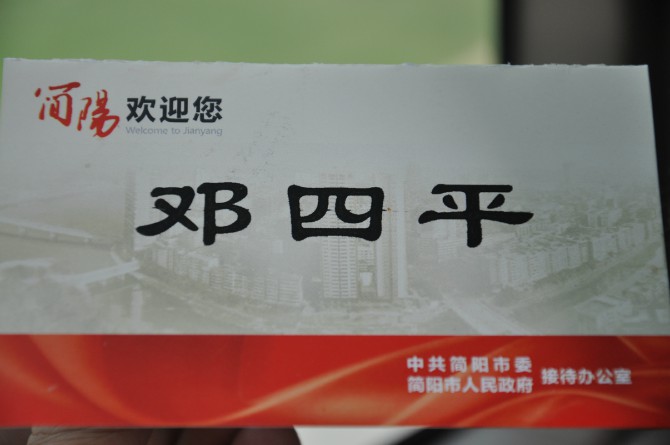 简陽 欢迎您
Welcome to Jianyang
邓四平
中共简阳市委
简阳市人民政府 接待办公室